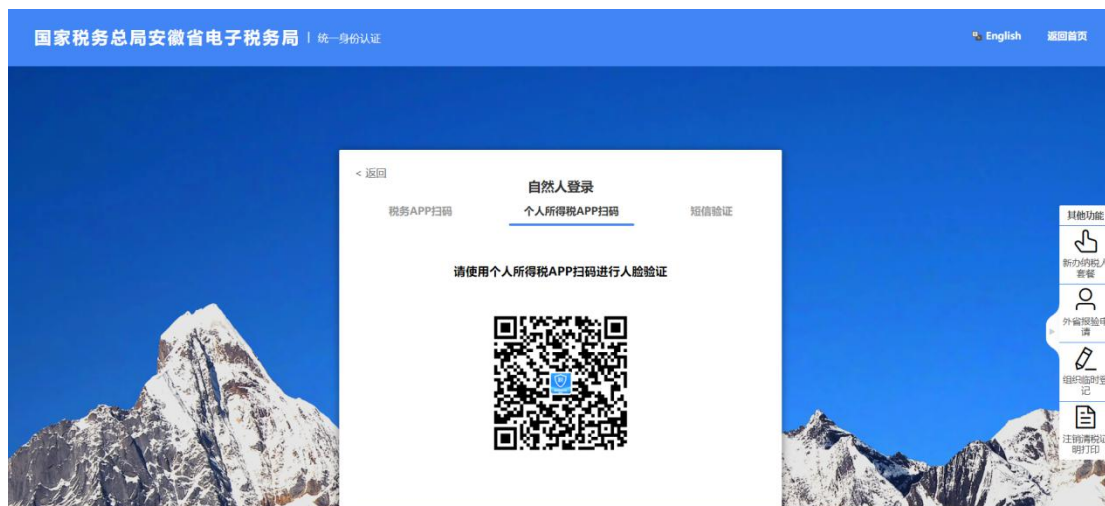 国家税务总局安徽省电子税务局 | 统一身份认证
English 返回首页
< 返回
自然人登录
税务APP扫码 个人所得税APP扫码 短信验证
请使用个人所得税APP扫码进行人脸验证
其他功能
新办纳税人
套餐
外省报验申
请
组织临时登
记
注销清税证
明打印